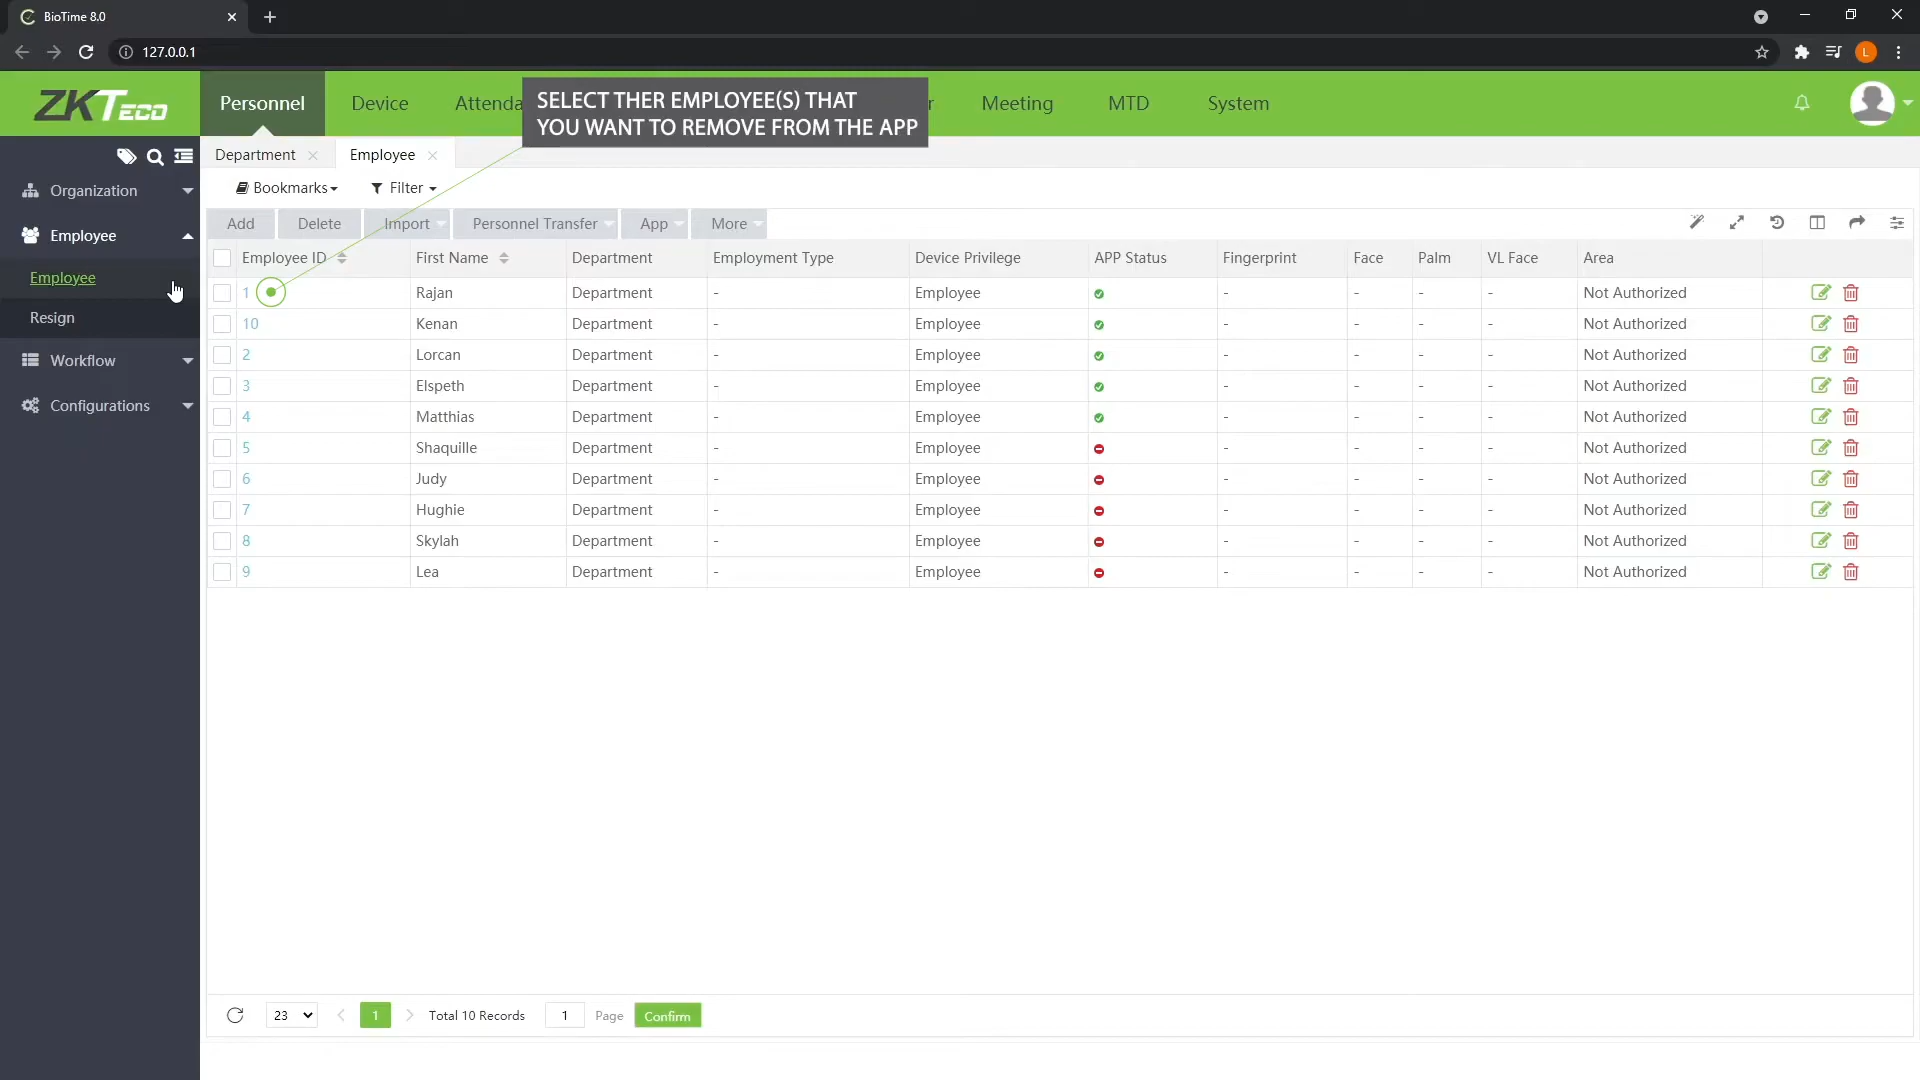 BioTime 8.0
127.0.0.1
L
ZKTeco
Personnel
Device
Attenda
r
Meeting
MTD
System
SELECT THER EMPLOYEE(S) THAT
YOU WANT TO REMOVE FROM THE APP
Organization
Employee
Employee
Resign
Workflow
Configurations
Department
Employee
Bookmarks
Filter
Add
Delete
Import
Personnel Transfer
App
More
Employee ID First Name Department Employment Type Device Privilege APP Status Fingerprint Face Palm VL Face Area
1 Rajan Department - Employee - - - - Not Authorized
10 Kenan Department - Employee - - - - Not Authorized
2 Lorcan Department - Employee - - - - Not Authorized
3 Elspeth Department - Employee - - - - Not Authorized
4 Matthias Department - Employee - - - - Not Authorized
5 Shaquille Department - Employee - - - - Not Authorized
6 Judy Department - Employee - - - - Not Authorized
7 Hughie Department - Employee - - - - Not Authorized
8 Skylah Department - Employee - - - - Not Authorized
9 Lea Department - Employee - - - - Not Authorized
23
1
Total 10 Records
1
Page
Confirm